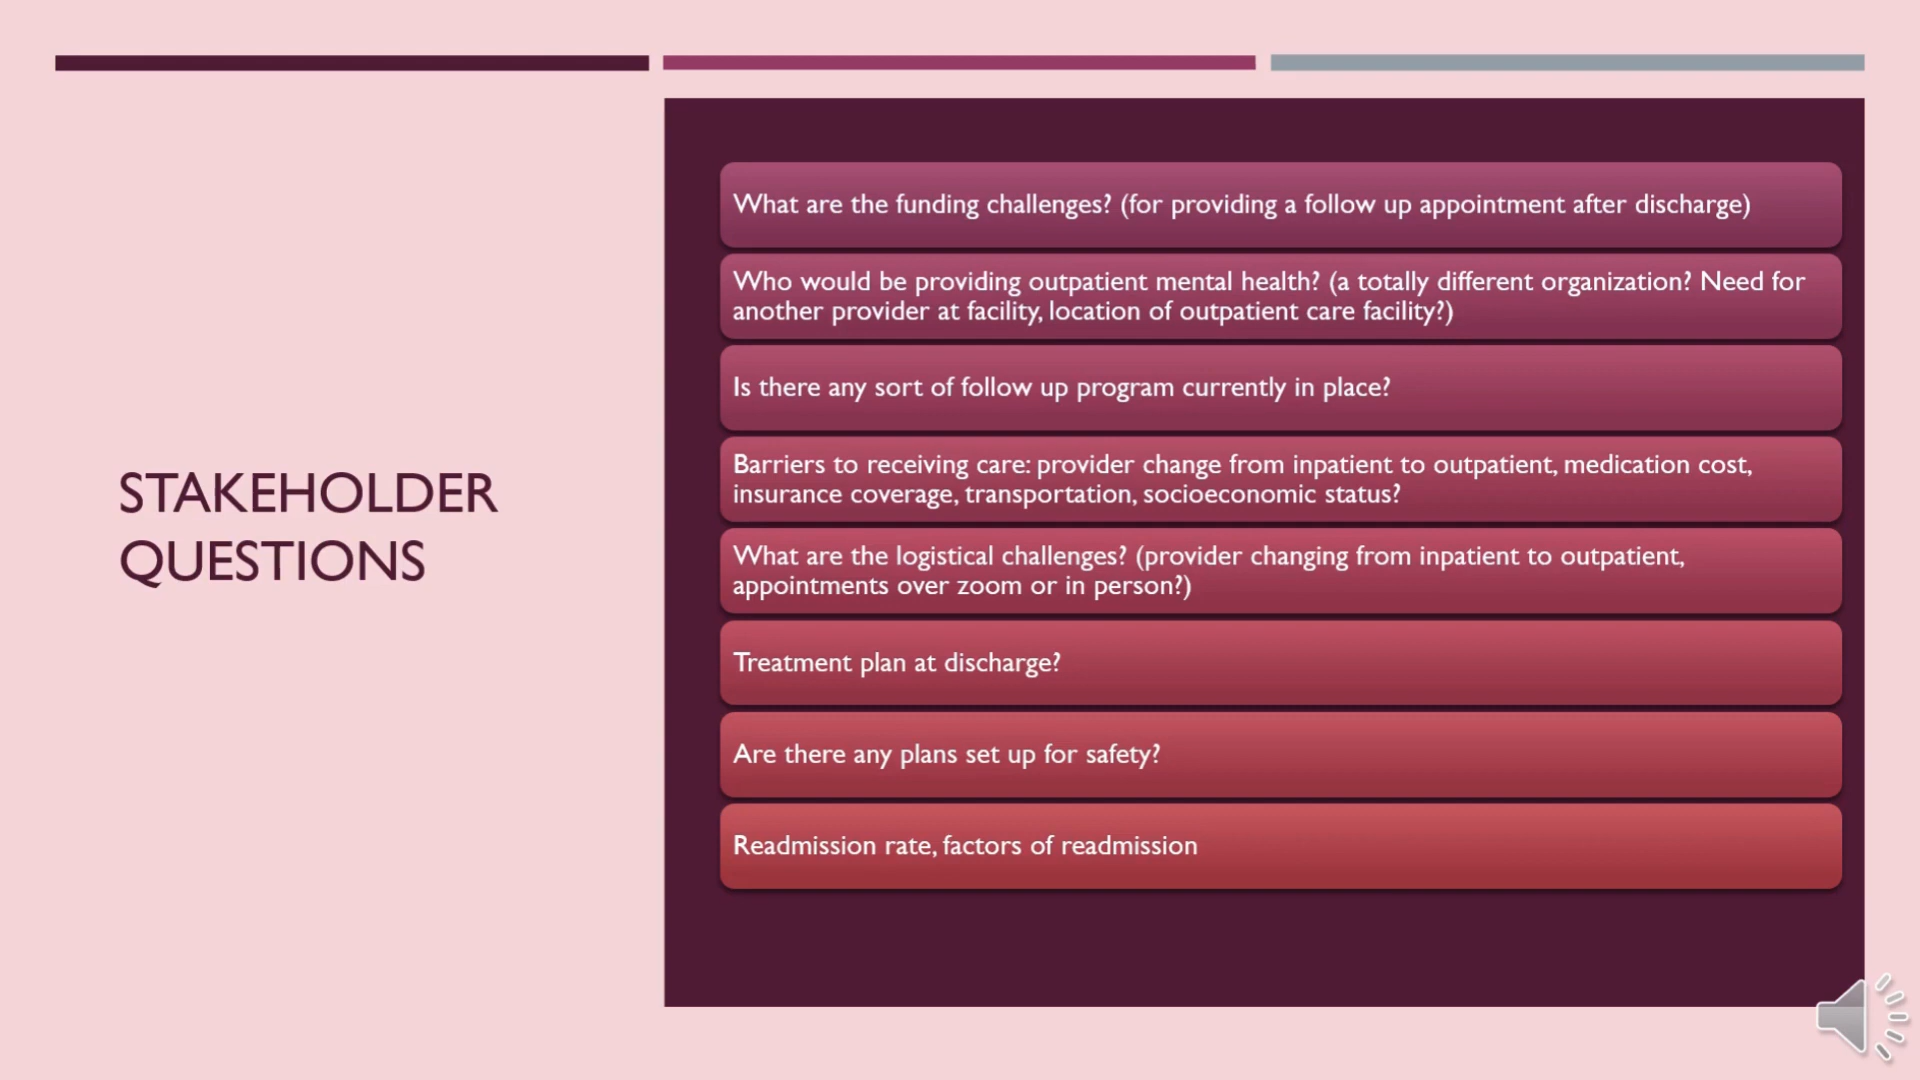 STAKEHOLDER
QUESTIONS
What are the funding challenges? (for providing a follow up appointment after discharge)
Who would be providing outpatient mental health? (a totally different organization? Need for
another provider at facility, location of outpatient care facility?)
Is there any sort of follow up program currently in place?
Barriers to receiving care: provider change from inpatient to outpatient, medication cost,
insurance coverage, transportation, socioeconomic status?
What are the logistical challenges? (provider changing from inpatient to outpatient,
appointments over zoom or in person?)
Treatment plan at discharge?
Are there any plans set up for safety?
Readmission rate, factors of readmission